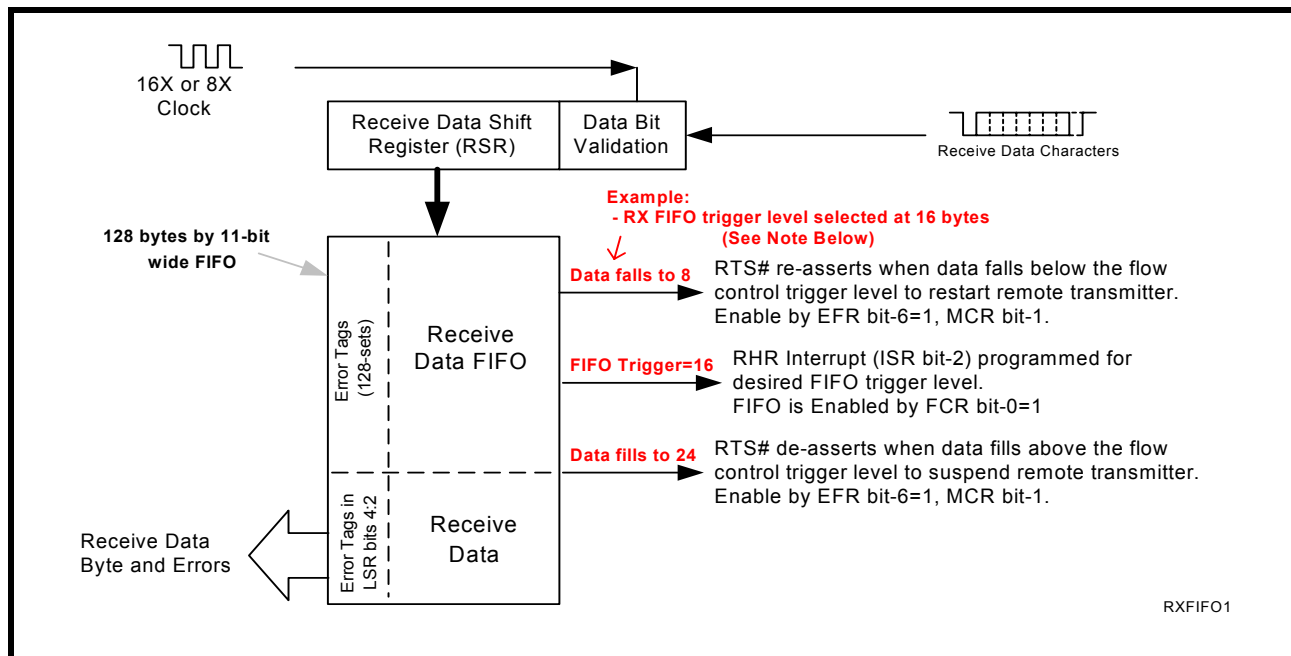 16X or 8X
Clock
Receive Data Shift
Register (RSR)
Data Bit
Validation
Receive Data Characters
Example:
- RX FIFO trigger level selected at 16 bytes
(See Note Below)
128 bytes by 11-bit
wide FIFO
Error Tags
(128-sets)
Receive
Data FIFO
Data falls to 8
RTS# re-asserts when data falls below the flow
control trigger level to restart remote transmitter.
Enable by EFR bit-6=1, MCR bit-1.
FIFO Trigger=16
RHR Interrupt (ISR bit-2) programmed for
desired FIFO trigger level.
FIFO is Enabled by FCR bit-0=1
Data fills to 24
RTS# de-asserts when data fills above the flow
control trigger level to suspend remote transmitter.
Enable by EFR bit-6=1, MCR bit-1.
Error Tags in
LSR bits 4:2
Receive
Data
Receive Data
Byte and Errors
RXFIFO1